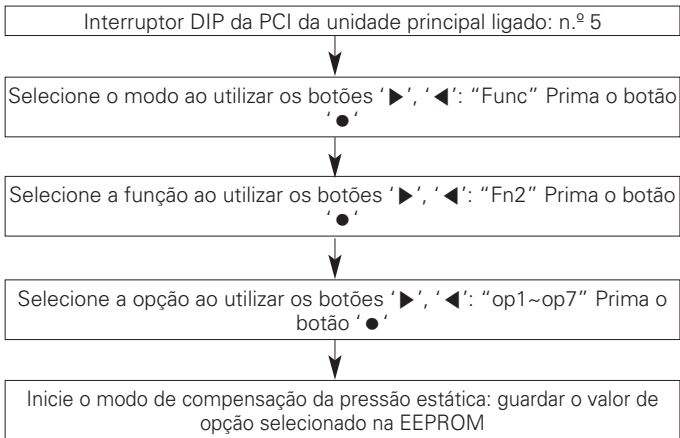 Interruptor DIP da PCI da unidade principal ligado: n.º 5
Selecione o modo ao utilizar os botões ‘▶’, ‘◀’: “Func” Prima o botão
‘ ● ‘
Selecione a função ao utilizar os botões ‘▶’, ‘◀’: “Fn2” Prima o botão
‘ ● ‘
Selecione a opção ao utilizar os botões ‘▶’, ‘◀’: “op1~op7” Prima o
botão ‘ ● ‘
Inicie o modo de compensação da pressão estática: guardar o valor de
opção selecionado na EEPROM